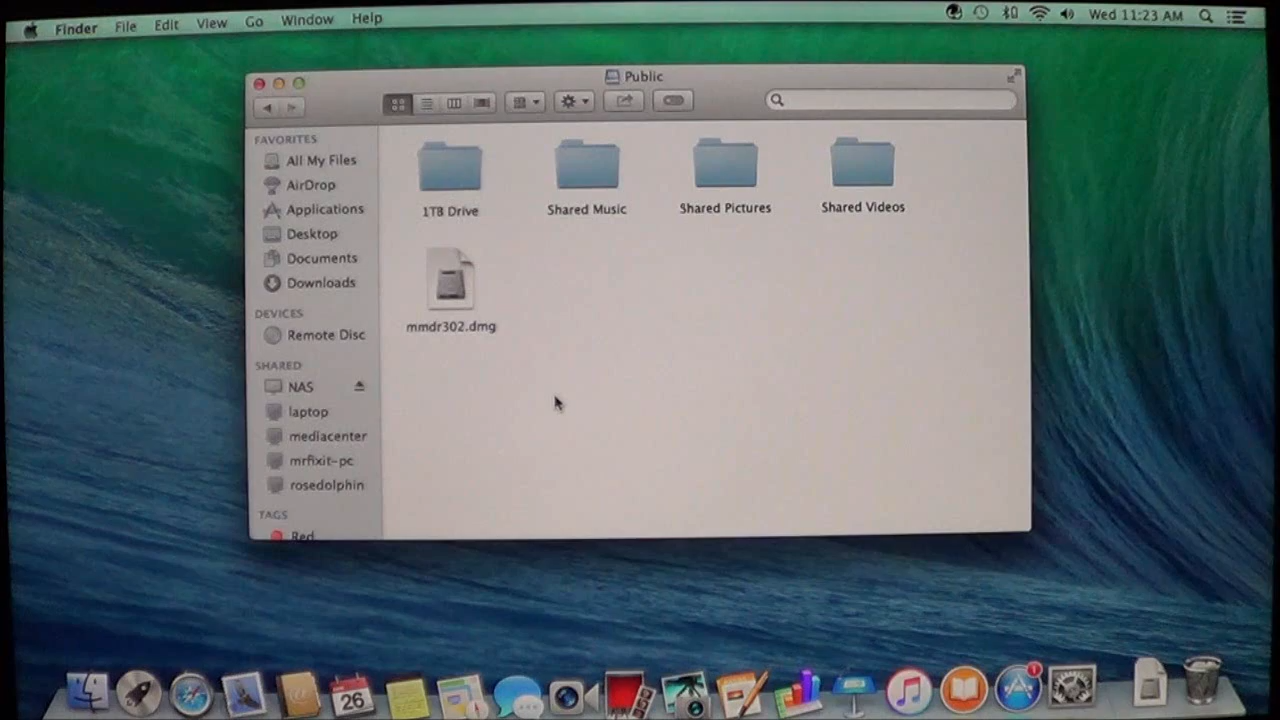 Finder File Edit View Go Window Help Wed 11:23 AM
Public
FAVORITES
All My Files
AirDrop
Applications
Desktop
Documents
Downloads
DEVICES
Remote Disc
SHARED
NAS
laptop
mediacenter
mrfixit-pc
rosedolphin
TAGS
Red
1TB Drive
Shared Music
Shared Pictures
Shared Videos
mmdr302.dmg
26
1